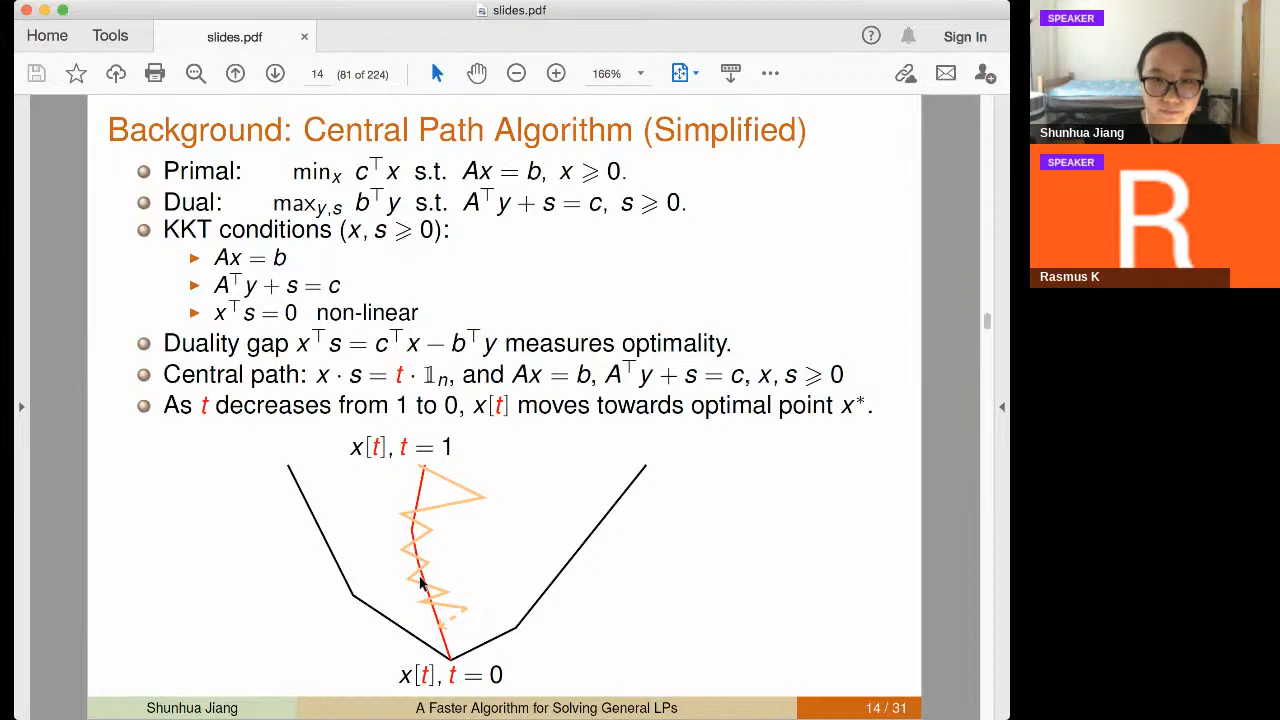 slides.pdf
Home Tools slides.pdf × Sign In
14 (81 of 224) 166%
Background: Central Path Algorithm (Simplified)
Primal: minₓ c⊤x s.t. Ax = b, x ⩾ 0.
Dual: max_{y,s} b⊤y s.t. A⊤y + s = c, s ⩾ 0.
KKT conditions (x, s ⩾ 0):
Ax = b
A⊤y + s = c
x⊤s = 0 non-linear
Duality gap x⊤s = c⊤x − b⊤y measures optimality.
Central path: x · s = t · 𝟙ₙ, and Ax = b, A⊤y + s = c, x, s ⩾ 0
As t decreases from 1 to 0, x[t] moves towards optimal point x*.
x[t], t = 1
x[t], t = 0
Shunhua Jiang A Faster Algorithm for Solving General LPs 14 / 31
SPEAKER
Shunhua Jiang
SPEAKER
R
Rasmus K